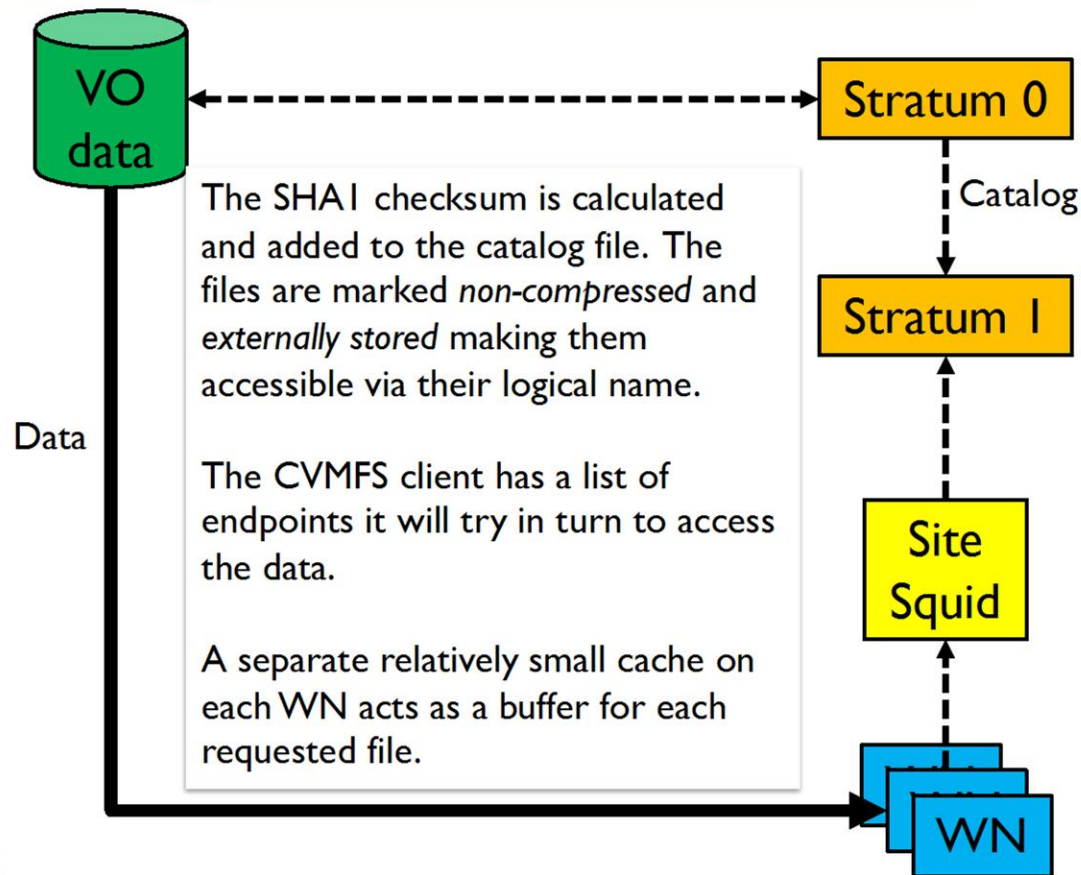 VO
data
Stratum 0
Catalog
The SHA1 checksum is calculated
and added to the catalog file. The
files are marked non-compressed and
externally stored making them
accessible via their logical name.
Stratum 1
Data
The CVMFS client has a list of
endpoints it will try in turn to access
the data.
Site
Squid
A separate relatively small cache on
each WN acts as a buffer for each
requested file.
WN